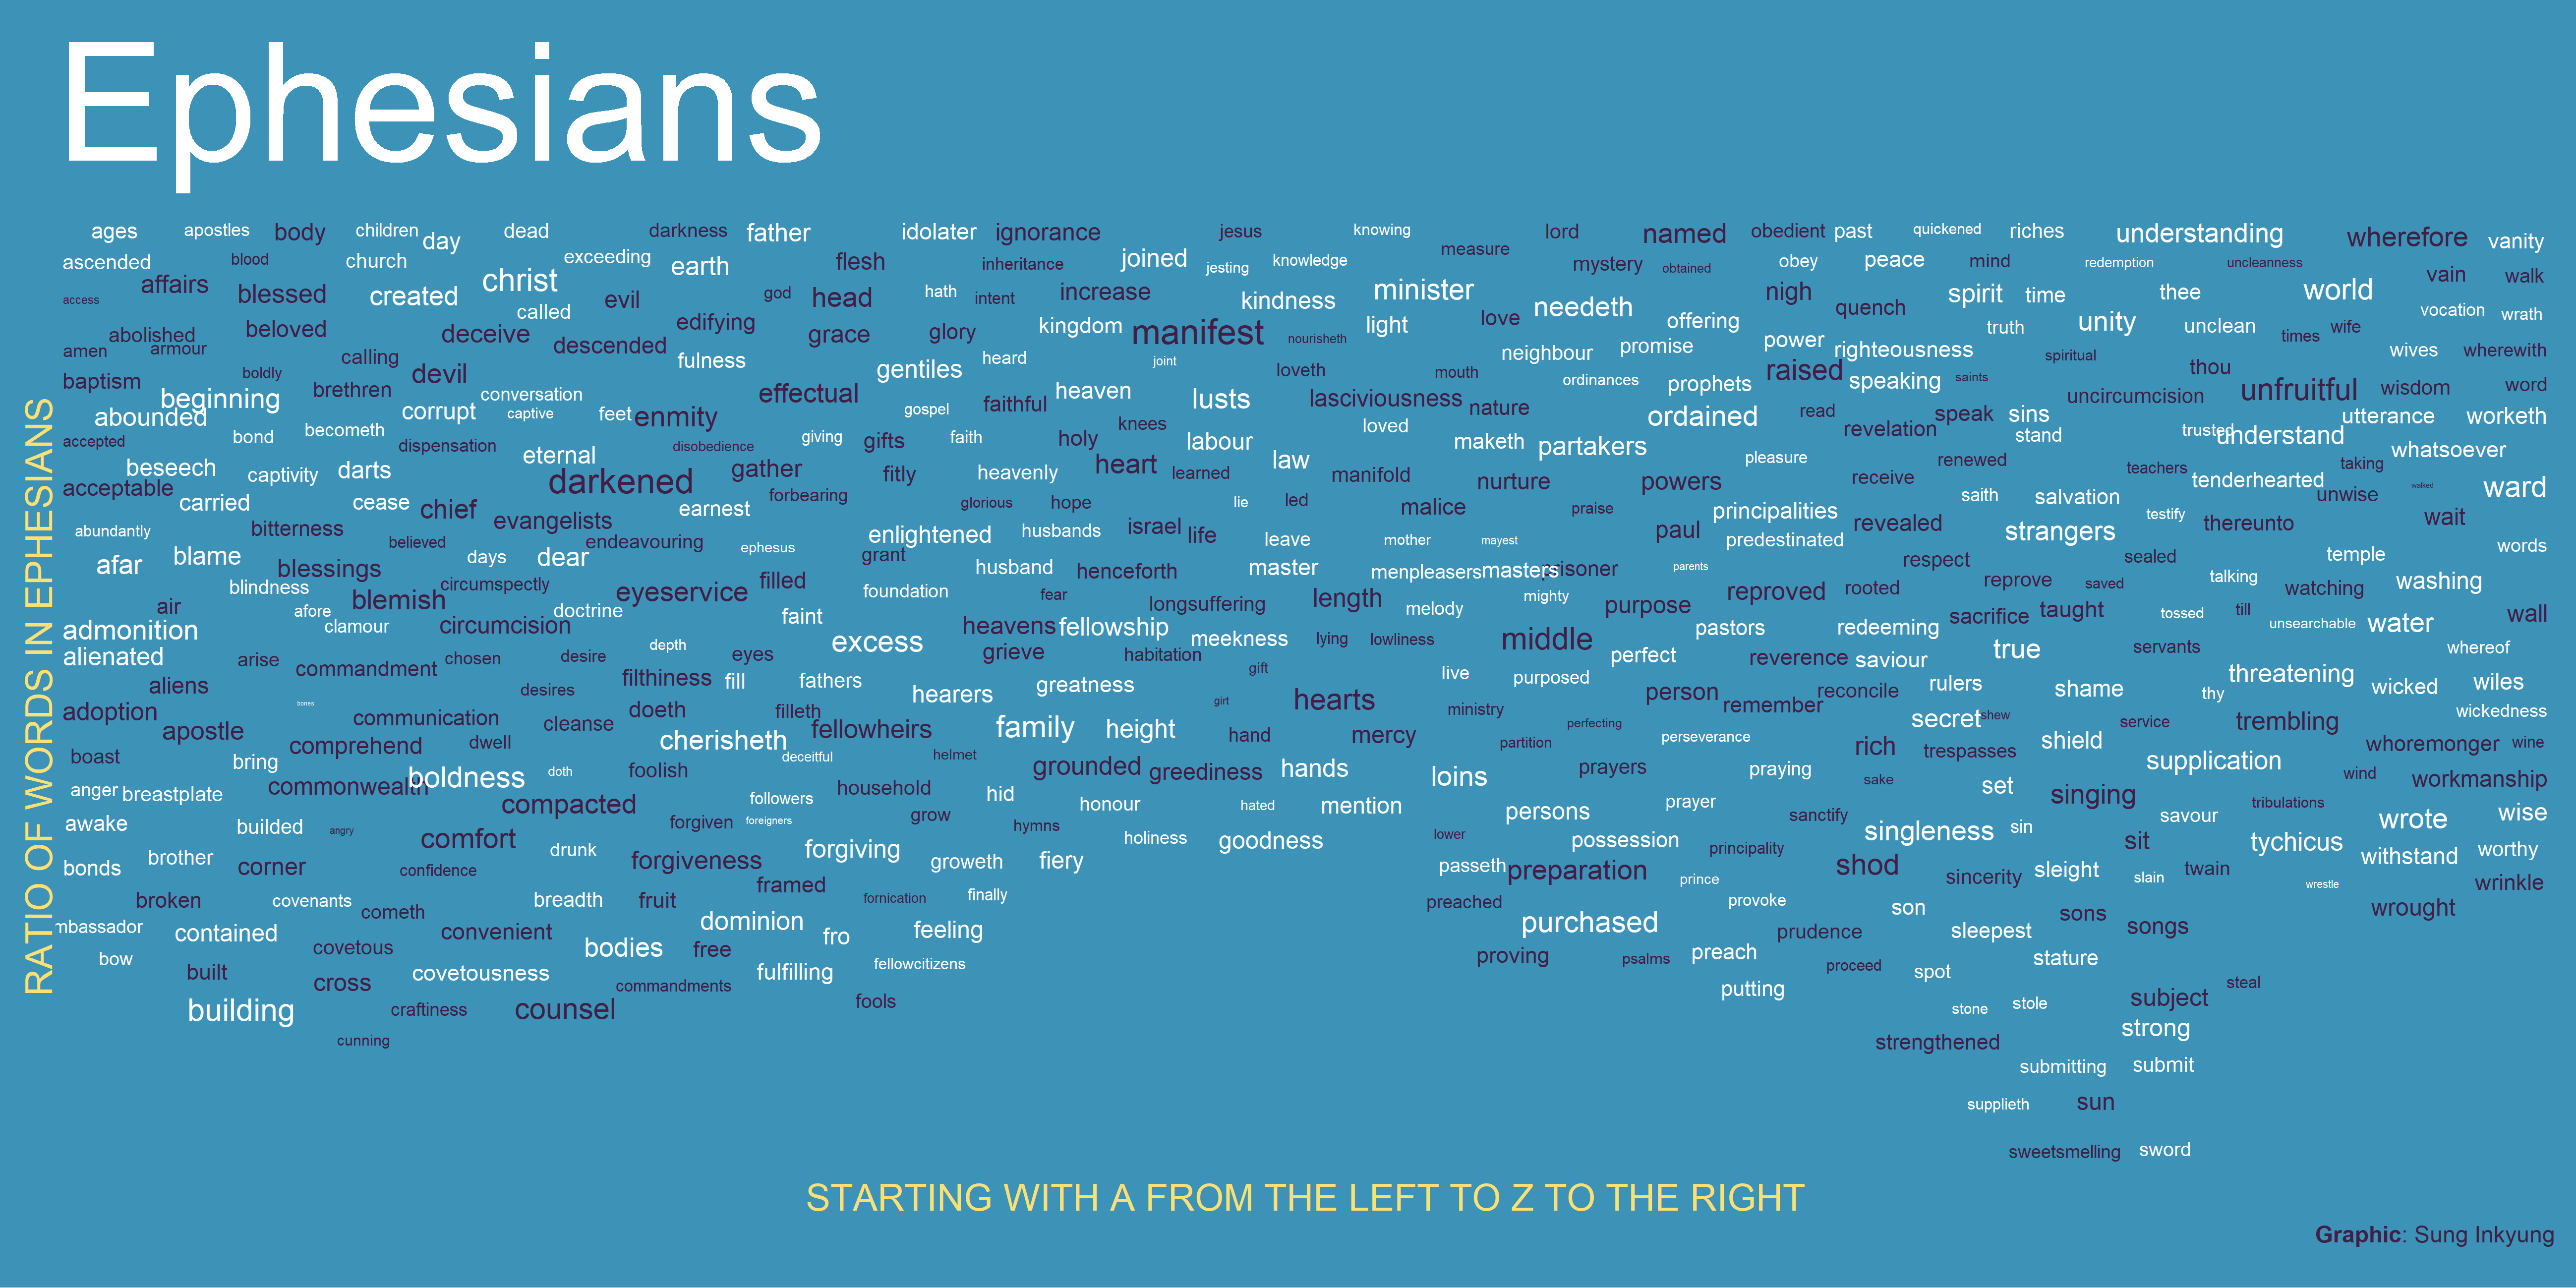 Ephesians
RATIO OF WORDS IN EPHESIANS
ages apostles body children day dead darkness father idolater ignorance jesus knowing lord named obedient past quickened riches understanding wherefore vanity
ascended blood church exceeding earth flesh inheritance joined jesting knowledge measure mystery obtained obey peace mind redemption uncleanness vain walk
access affairs blessed created christ called evil god head hath intent increase kindness minister needeth nigh quench spirit time thee world vocation wrath
abolished beloved deceive edifying grace glory kingdom manifest nourisheth light love offering power truth unity unclean times wife
amen armour calling descended fulness gentiles heard joint loveth mouth neighbour promise righteousness spiritual thou wives wherewith
baptism boldly brethren devil conversation effectual heaven lusts lasciviousness ordinances prophets raised speaking saints uncircumcision unfruitful wisdom word
beginning abounded corrupt captive feet enmity gospel faithful knees loved nature ordained read speak sins utterance worketh
accepted bond becometh dispensation disobedience giving gifts faith holy labour maketh partakers revelation stand trusted understand whatsoever
beseech captivity darts eternal gather fitly heavenly heart learned law manifold pleasure renewed teachers taking
acceptable carried cease chief darkened earnest forbearing glorious hope lie led malice nurture powers praise receive saith salvation tenderhearted unwise walked ward
abundantly bitterness believed evangelists endeavouring ephesus enlightened grant husbands israel life leave mother mayest paul principalities predestinated revealed strangers testify thereunto wait
afar blame blessings days dear filled husband henceforth master menpleasers masters prisoner parents respect sealed temple words
blindness blemish circumspectly eyeservice foundation fear longsuffering length melody mighty purpose reproved rooted reprove saved talking watching washing
air afore clamour circumcision doctrine faint heavens fellowship meekness lying lowliness middle pastors redeeming sacrifice taught tossed till unsearchable water wall
admonition alienated arise commandment chosen desire depth eyes excess grieve habitation gift live perfect reverence saviour true servants whereof
aliens bones desires filthiness fill fathers hearers greatness girt hearts purposed person reconcile rulers shame thy threatening wicked wiles
adoption apostle communication cleanse doeth filleth fellowheirs family height hand mercy ministry perfecting remember secret shew service trembling wickedness
boast bring comprehend dwell cherisheth deceitful helmet grounded greediness hands partition perseverance rich trespasses shield whoremonger wine
anger breastplate commonwealth boldness doth foolish household hid honour hated mention loins prayers praying sake set supplication wind workmanship
awake builded angry compacted followers forgiven foreigners grow hymns holiness goodness lower persons prayer sanctify singleness sin singing savour tribulations wrote wise
bonds brother corner comfort confidence drunk forgiveness forgiving groweth fiery passeth possession principality shod sincerity sleight sit slain twain tychicus withstand worthy
broken covenants cometh breadth fruit framed fornication finally preached preparation prince provoke son sons wrestle wrought wrinkle
mbassador contained covetous convenient bodies dominion free fro feeling purchased prudence sleepest songs
bow built cross covetousness commandments fulfilling fellowcitizens proving psalms preach proceed spot stature
building cunning craftiness counsel fools putting stone stole steal subject
strengthened strong submitting submit
supplieth sun
sweetsmelling sword
STARTING WITH A FROM THE LEFT TO Z TO THE RIGHT
Graphic: Sung Inkyung